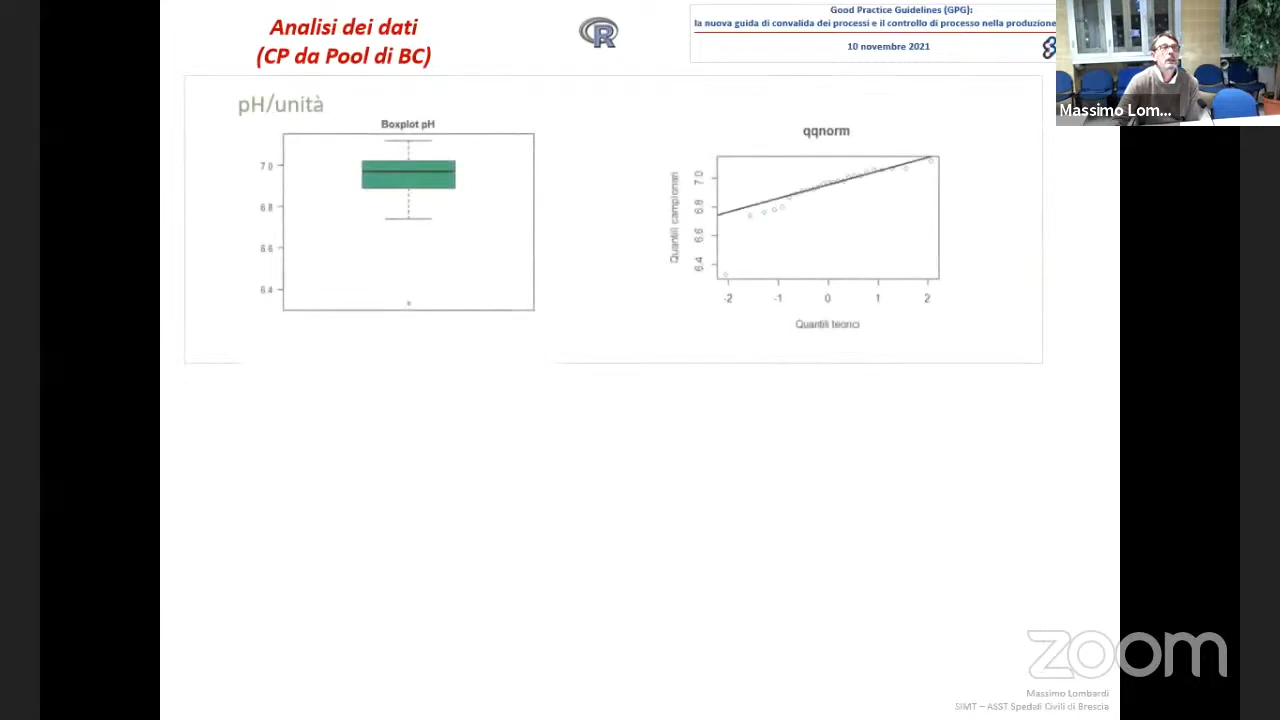 Analisi dei dati
(CP da Pool di BC)
R
Good Practice Guidelines (GPG):
la nuova guida di convalida dei processi e il controllo di processo nella produzione
10 novembre 2021
Massimo Lom...
pH/unità
Boxplot pH
7.0
6.8
6.6
6.4
qqnorm
Quantili campionari
7.0
6.8
6.6
6.4
-2 -1 0 1 2
Quantili teorici
zoom
Massimo Lombardi
SIMT – ASST Spedali Civili di Brescia